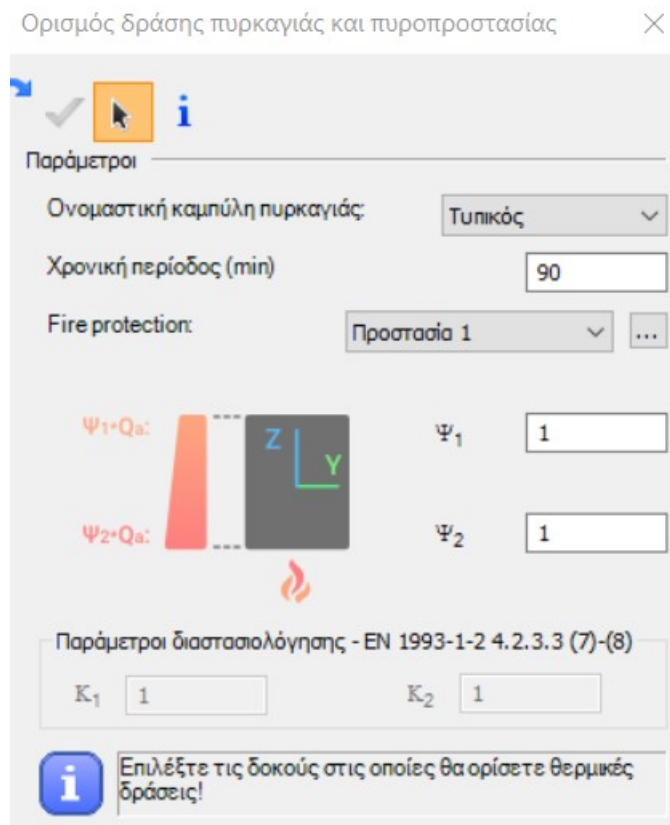 Ορισμός δράσης πυρκαγιάς και πυροπροστασίας
Παράμετροι
Ονομαστική καμπύλη πυρκαγιάς: Τυπικός
Χρονική περίοδος (min) 90
Fire protection: Προστασία 1 ...
Ψ1*Qa: Z Ψ1 1
Y
Ψ2*Qa: Ψ2 1
Παράμετροι διαστασιολόγησης - EN 1993-1-2 4.2.3.3 (7)-(8)
K1 1 K2 1
Επιλέξτε τις δοκούς στις οποίες θα ορίσετε θερμικές
δράσεις!